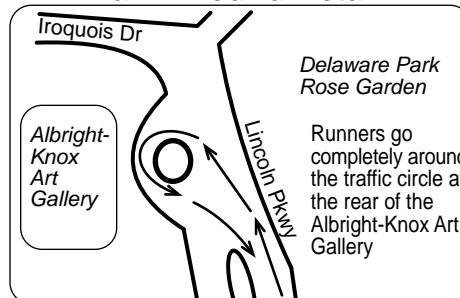 Iroquois Dr
Delaware Park
Rose Garden
Albright-
Knox
Art
Gallery
Lincoln Pkwy
Runners go
completely around
the traffic circle at
the rear of the
Albright-Knox Art
Gallery